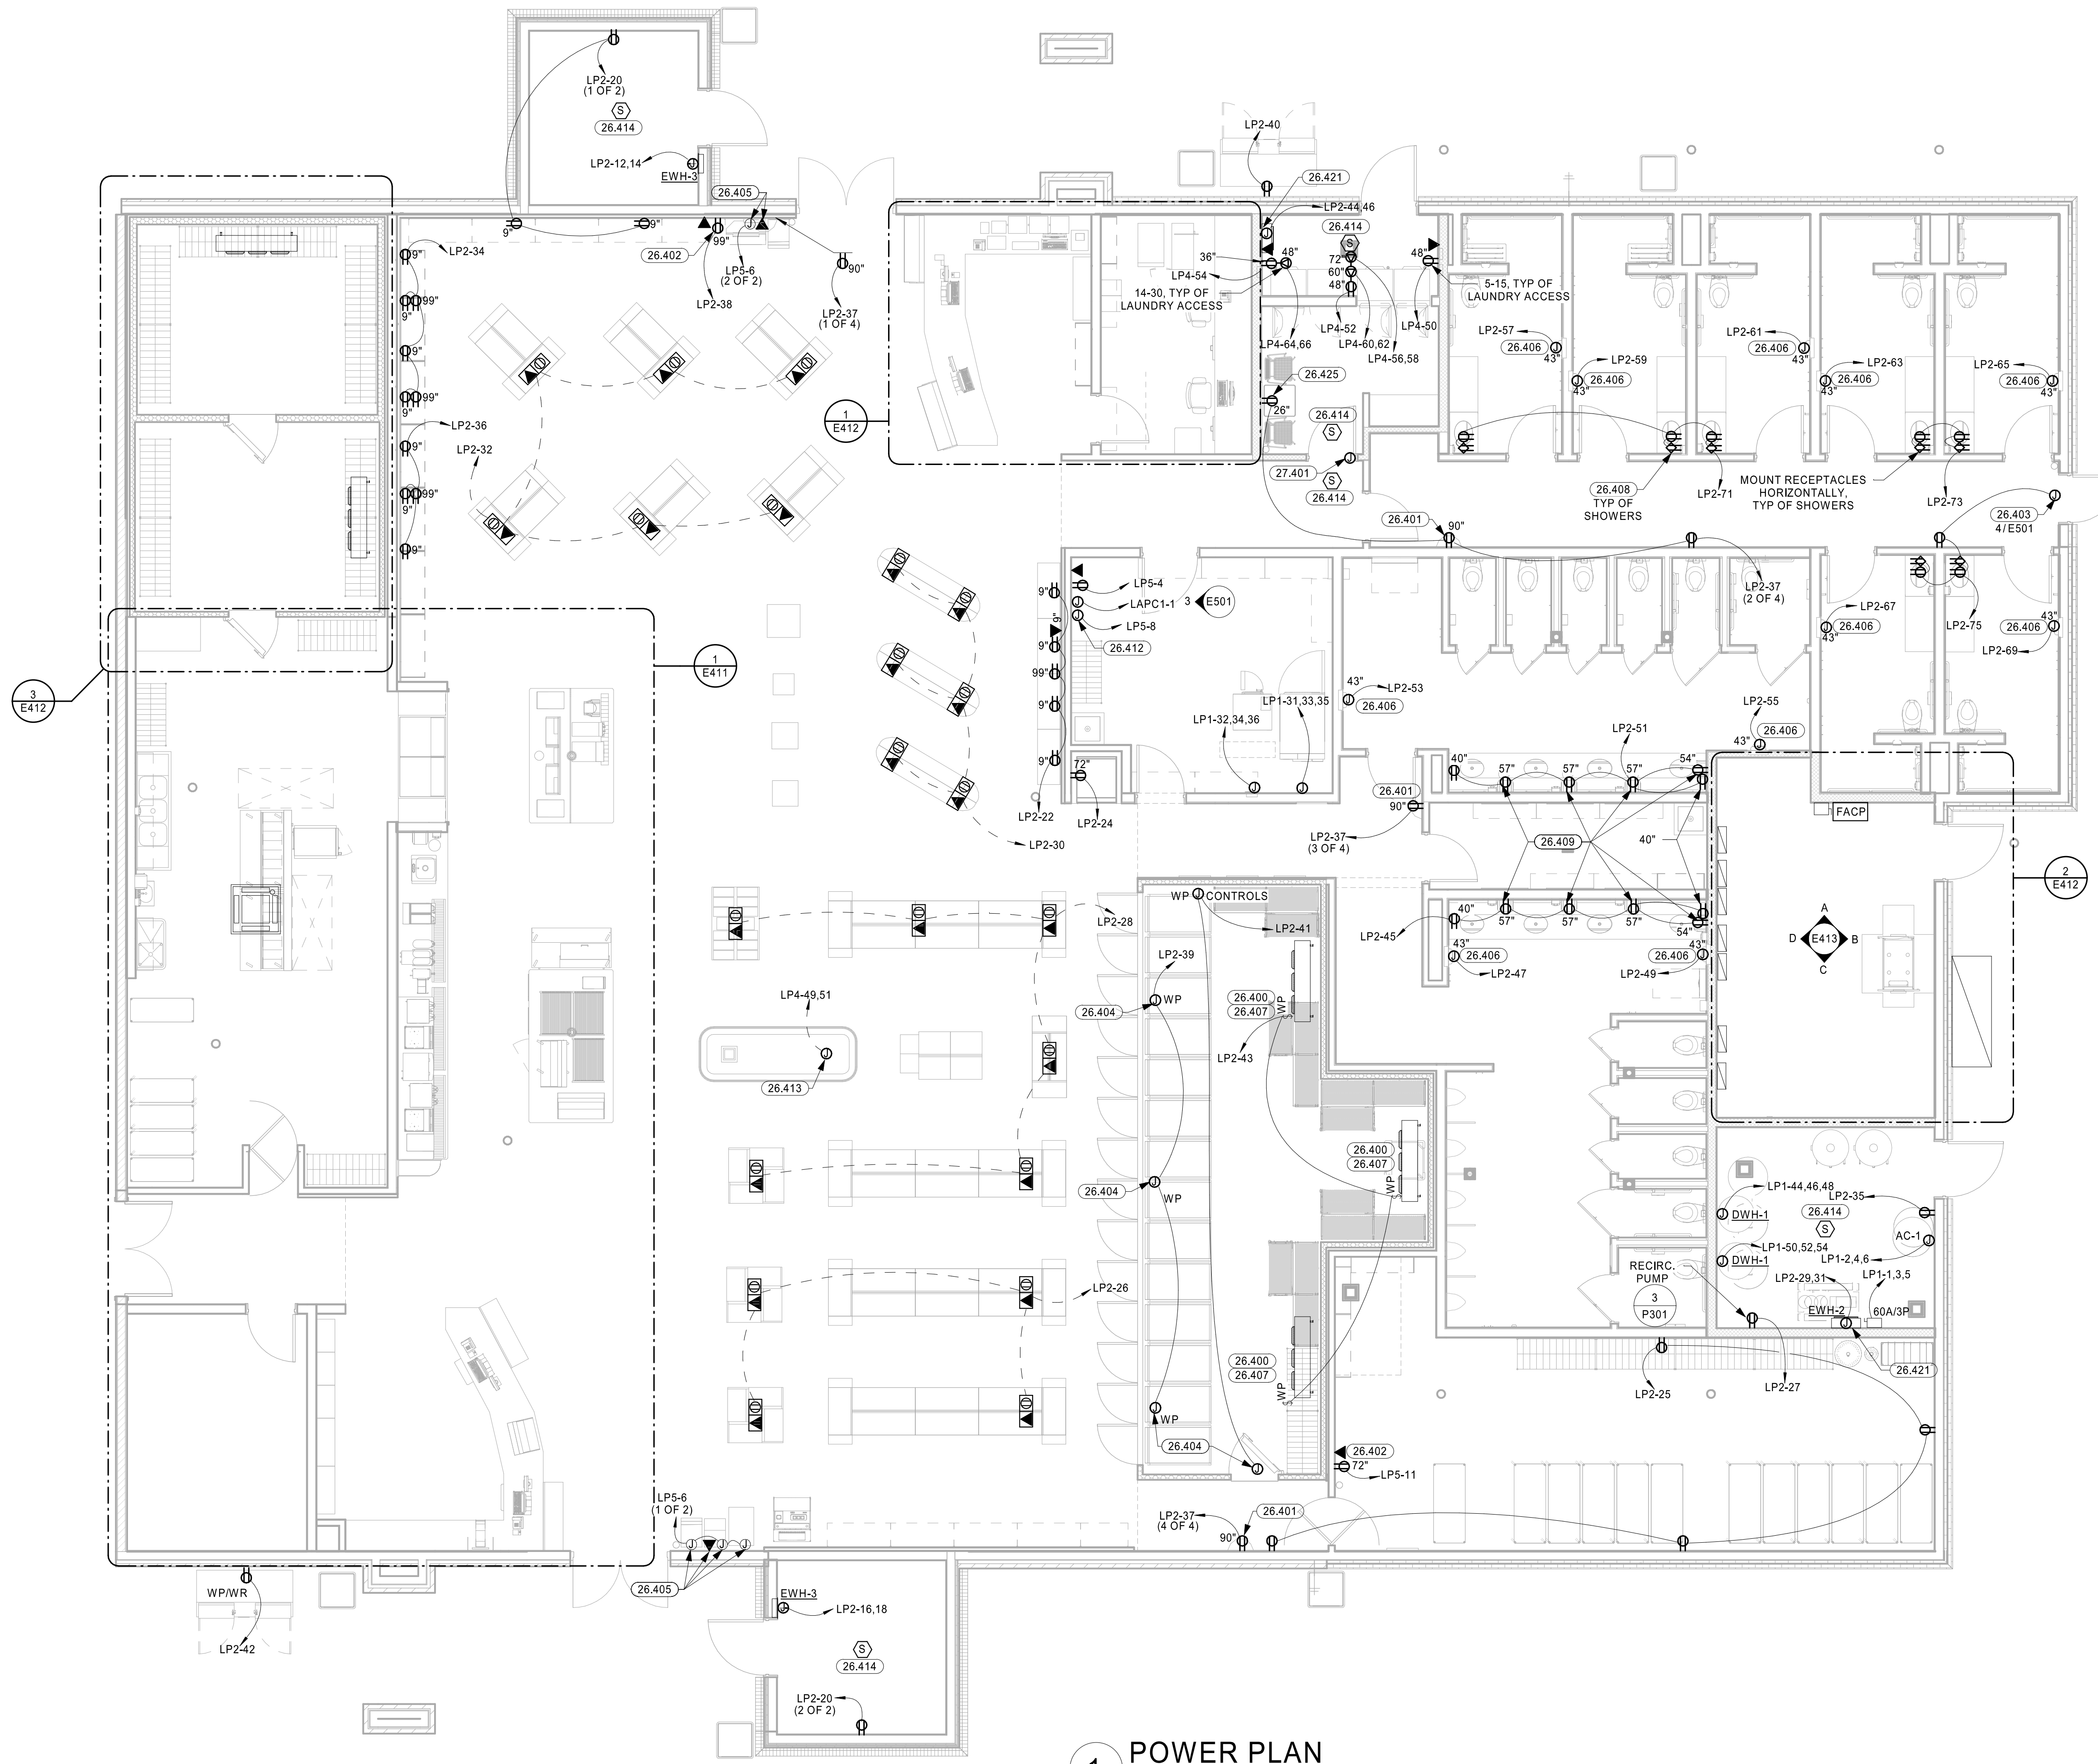 LP2-20
(1 OF 2)
S
26.414
LP2-12,14
J
EWH-3
26.405
LP2-40
26.421
LP2-44,46
26.414
S
9"
9"
99"
26.402
LP5-6
(2 OF 2)
LP2-38
90"
LP2-37
(1 OF 4)
9"
LP2-34
99"
9"
9"
99"
9"
9"
LP2-36
99"
9"
9"
LP2-32
36"
48"
72"
60"
48"
48"
LP4-54
14-30, TYP OF
LAUNDRY ACCESS
5-15, TYP OF
LAUNDRY ACCESS
LP4-52
LP4-50
LP4-64,66
LP4-60,62
LP4-56,58
26.425
26"
26.414
S
27.401
S
26.414
1
E412
LP2-57
26.406
43"
LP2-59
26.406
43"
LP2-61
26.406
43"
LP2-63
26.406
43"
LP2-65
26.406
43"
26.408
TYP OF
SHOWERS
LP2-71
MOUNT RECEPTACLES
HORIZONTALLY,
TYP OF SHOWERS
LP2-73
26.403
4/E501
26.401
90"
LP2-37
(2 OF 4)
LP2-67
26.406
43"
LP2-75
43"
26.406
LP2-69
9"
9"
9"
99"
9"
9"
LP5-4
LAPC1-1
LP5-8
26.412
3
E501
1
E411
3
E412
43"
LP2-53
26.406
LP1-31,33,35
LP1-32,34,36
LP2-55
26.406
43"
LP2-51
40"
57"
57"
57"
54"
72"
LP2-22
LP2-24
LP2-30
26.401
90"
LP2-37
(3 OF 4)
26.409
40"
FACP
2
E412
A
D
E413
B
C
40"
57"
57"
57"
54"
LP2-45
43"
26.406
LP2-47
43"
26.406
LP2-49
WP
CONTROLS
LP2-41
LP2-28
LP2-39
WP
26.404
26.400
26.407
WP
LP2-43
LP4-49,51
26.413
26.400
26.407
WP
26.404
WP
LP1-44,46,48
LP2-35
26.414
S
DWH-1
AC-1
LP1-50,52,54
DWH-1
LP1-2,4,6
RECIRC.
PUMP
3
P301
LP2-29,31
LP1-1,3,5
EWH-2
60A/3P
LP2-26
26.400
26.407
WP
WP
26.404
LP2-25
LP2-27
26.421
26.402
72"
LP5-11
LP5-6
(1 OF 2)
LP2-37
(4 OF 4)
26.401
90"
26.405
WP/WR
LP2-42
EWH-3
LP2-16,18
S
26.414
LP2-20
(2 OF 2)
1
POWER PLAN